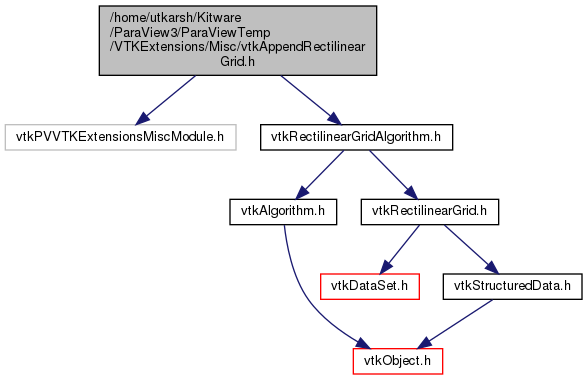 /home/utkarsh/Kitware
/ParaView3/ParaViewTemp
/VTKExtensions/Misc/vtkAppendRectilinear
Grid.h
vtkPVVTKExtensionsMiscModule.h
vtkRectilinearGridAlgorithm.h
vtkAlgorithm.h
vtkRectilinearGrid.h
vtkDataSet.h
vtkStructuredData.h
vtkObject.h